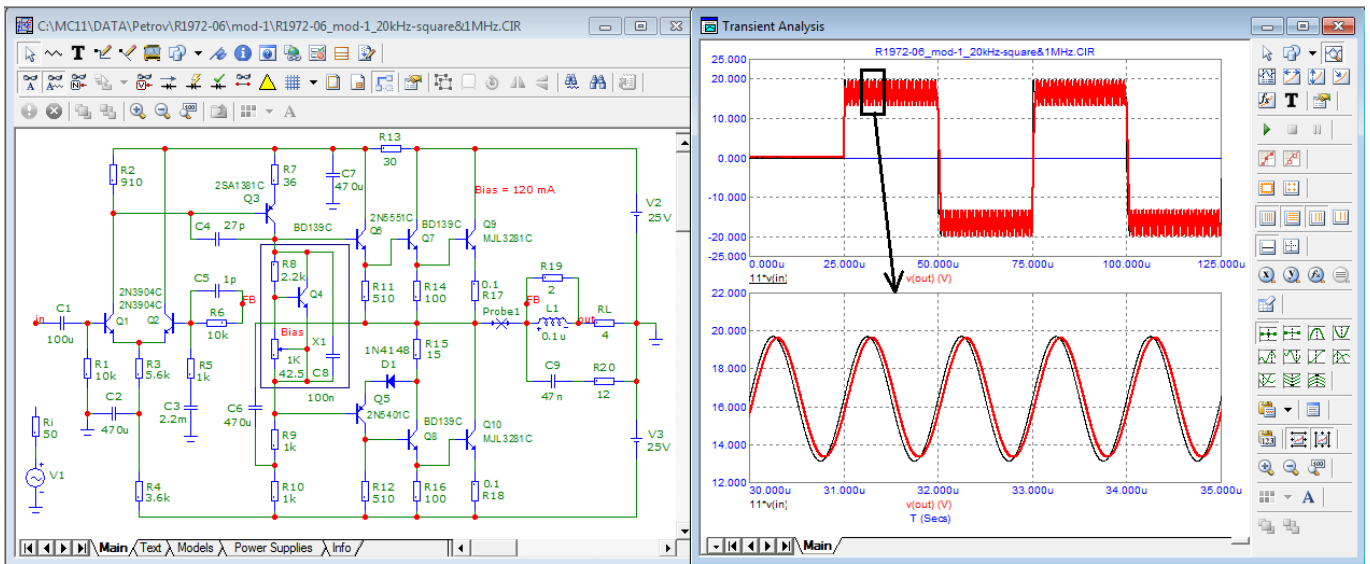 C:\MC11\DATA\Petrov\R1972-06\mod-1\R1972-06_mod-1_20kHz-square&1MHz.CIR
R13
30
R2
910
R7
36
C7
470u
2SA1381C
Q3
Bias = 120 mA
V2
25V
C4
27p
BD139C
2N5551C
Q6
BD139C
Q7
Q9
MJL3281C
C5
1p
R8
2.2k
Q4
R19
2
2N3904C
2N3904C
FB
R11
510
R14
100
0.1
R17
FB
C1
in
100u
Q1
Q2
R6
10k
Probe1
L1
0.1u
out
RL
4
Bias
X1
1K
42.5
C8
100n
1N4148
D1
R15
15
R1
10k
R3
5.6k
R5
1k
C9
47n
R20
12
C2
470u
C3
2.2m
C6
470u
Q5
2N5401C
BD139C
Q8
Q10
MJL3281C
Ri
50
R9
1k
V3
25V
V1
R4
3.6k
R10
1k
R12
510
R16
100
0.1
R18
Main
Text
Models
Power Supplies
Info
Transient Analysis
R1972-06_mod-1_20kHz-square&1MHz.CIR
25.000
20.000
10.000
0.000
-10.000
-20.000
-25.000
0.000u
25.000u
50.000u
75.000u
100.000u
125.000u
11*v(in)
v(out) (V)
22.000
20.000
18.000
16.000
14.000
12.000
30.000u
31.000u
32.000u
33.000u
34.000u
35.000u
11*v(in)
v(out) (V)
T (Secs)
Main